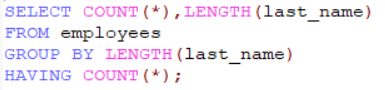 SELECT COUNT(*),LENGTH(last_name)
FROM employees
GROUP BY LENGTH(last_name)
HAVING COUNT(*);